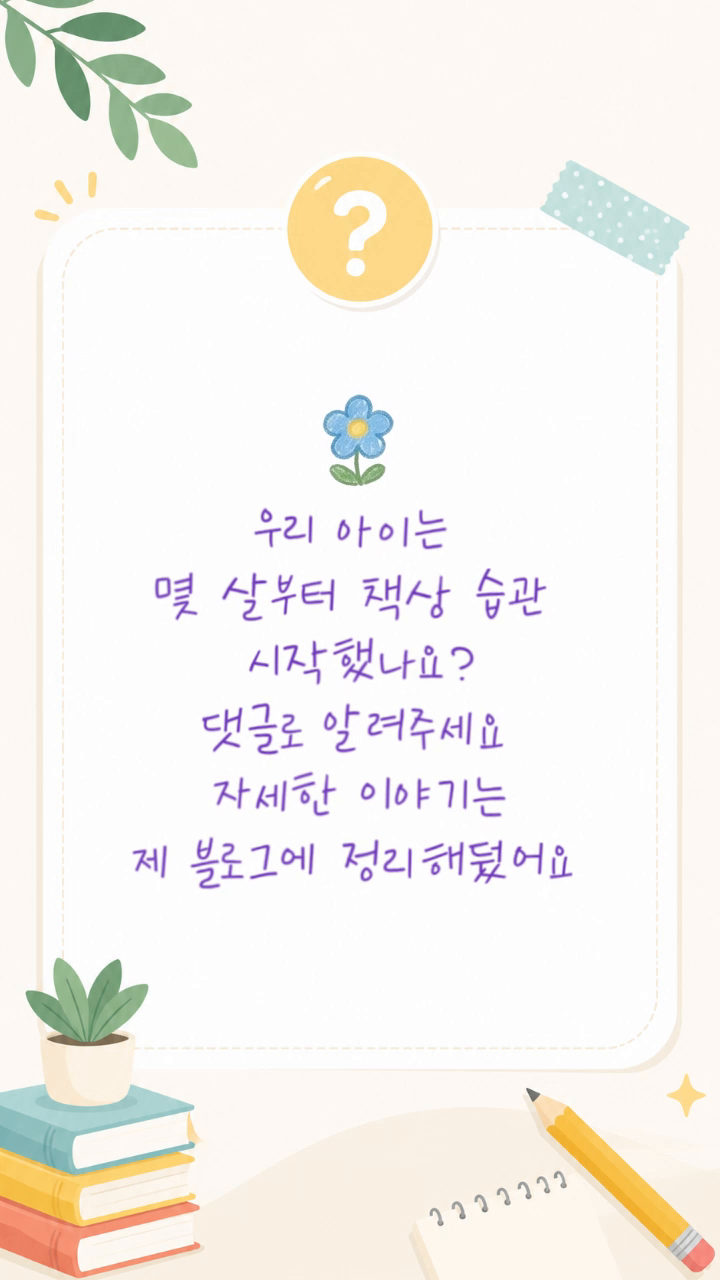 ?
우리 아이는
몇 살부터 책상 습관
시작했나요?
댓글로 알려주세요
자세한 이야기는
제 블로그에 정리해뒀어요